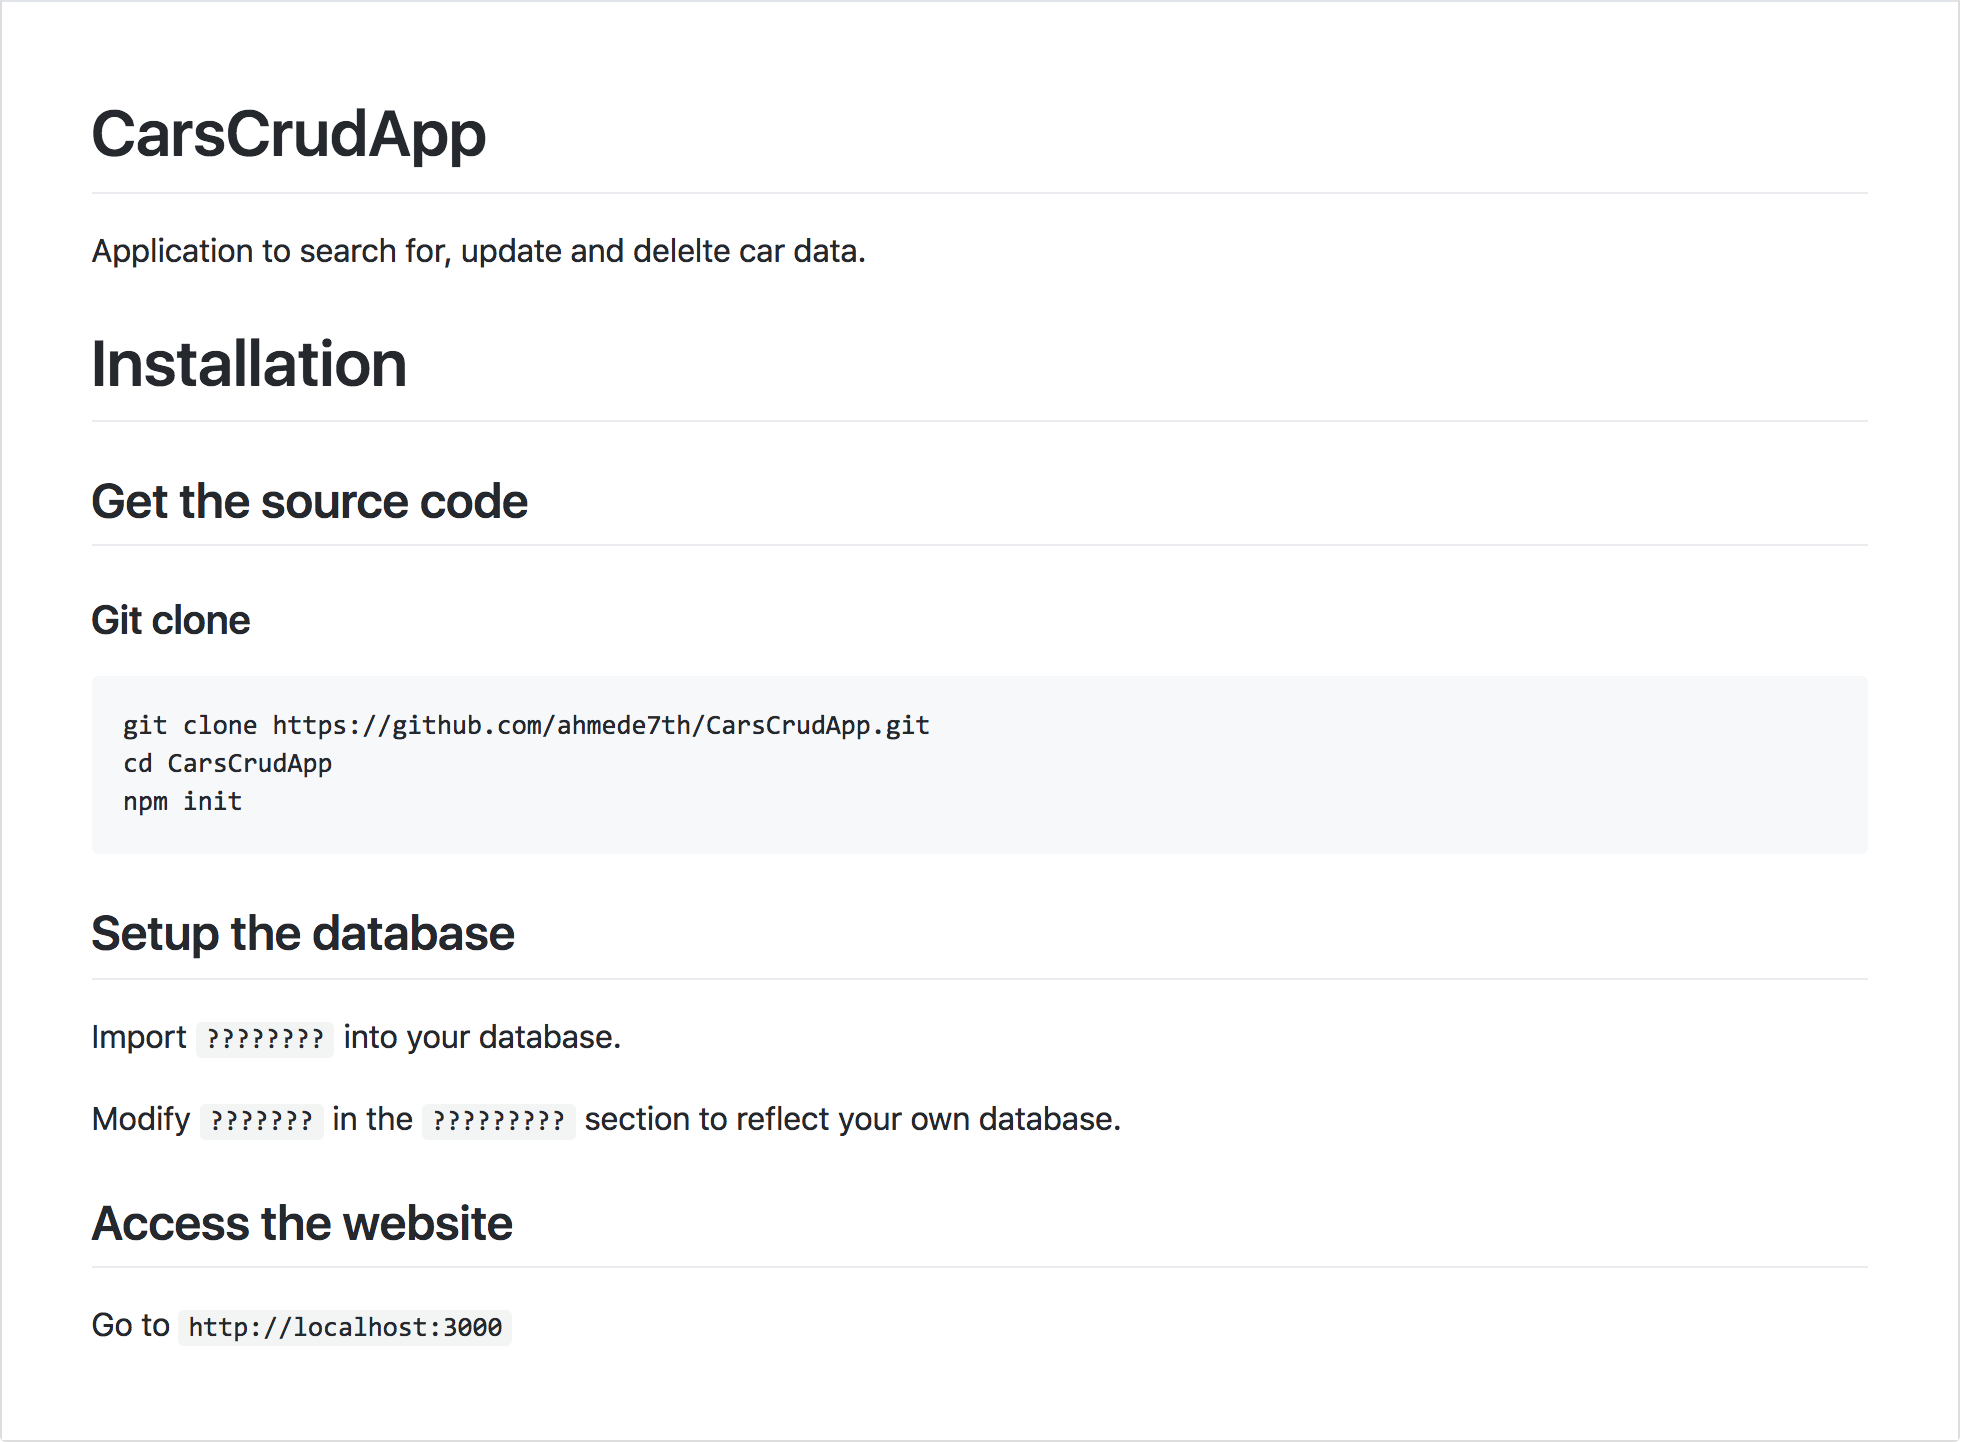 CarsCrudApp
Application to search for, update and delelte car data.
Installation
Get the source code
Git clone
git clone https://github.com/ahmede7th/CarsCrudApp.git
cd CarsCrudApp
npm init
Setup the database
Import ???????? into your database.
Modify ??????? in the ????????? section to reflect your own database.
Access the website
Go to http://localhost:3000